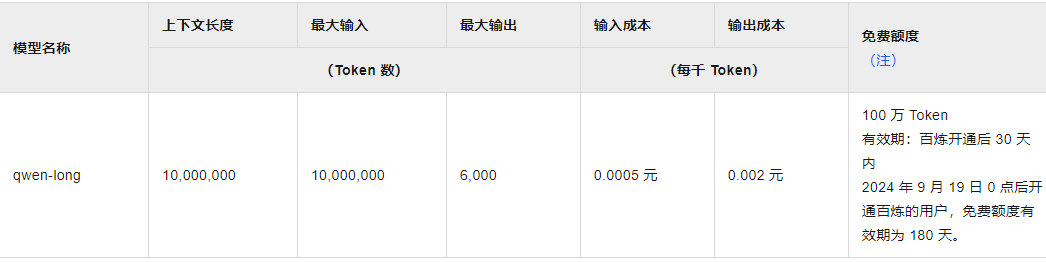 模型名称
上下文长度
最大输入
最大输出
输入成本
输出成本
免费额度
（注）
（Token 数）
（每千 Token）
qwen-long
10,000,000
10,000,000
6,000
0.0005 元
0.002 元
100 万 Token
有效期：百炼开通后 30 天
内
2024 年 9 月 19 日 0 点后开
通百炼的用户，免费额度有
效期为 180 天。